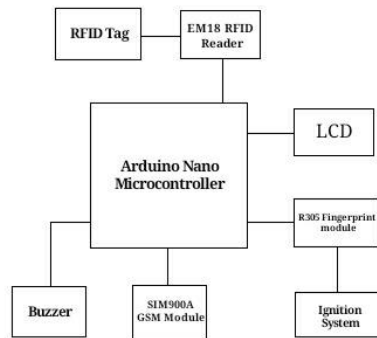 RFID Tag
EM18 RFID
Reader
LCD
Arduino Nano
Microcontroller
R305 Fingerprint
module
Buzzer
SIM900A
GSM Module
Ignition
System